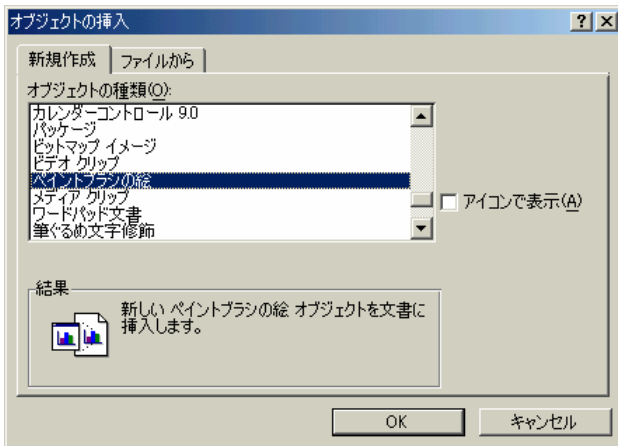 オブジェクトの挿入
新規作成 ファイルから
オブジェクトの種類(O):
カレンダーコントロール 9.0
パッケージ
ビットマップ イメージ
ビデオ クリップ
ペイントブラシの絵
メディア クリップ
ワードパッド文書
筆ぐるめ文字修飾
アイコンで表示(A)
結果
新しい ペイントブラシの絵 オブジェクトを文書に
挿入します。
OK キャンセル